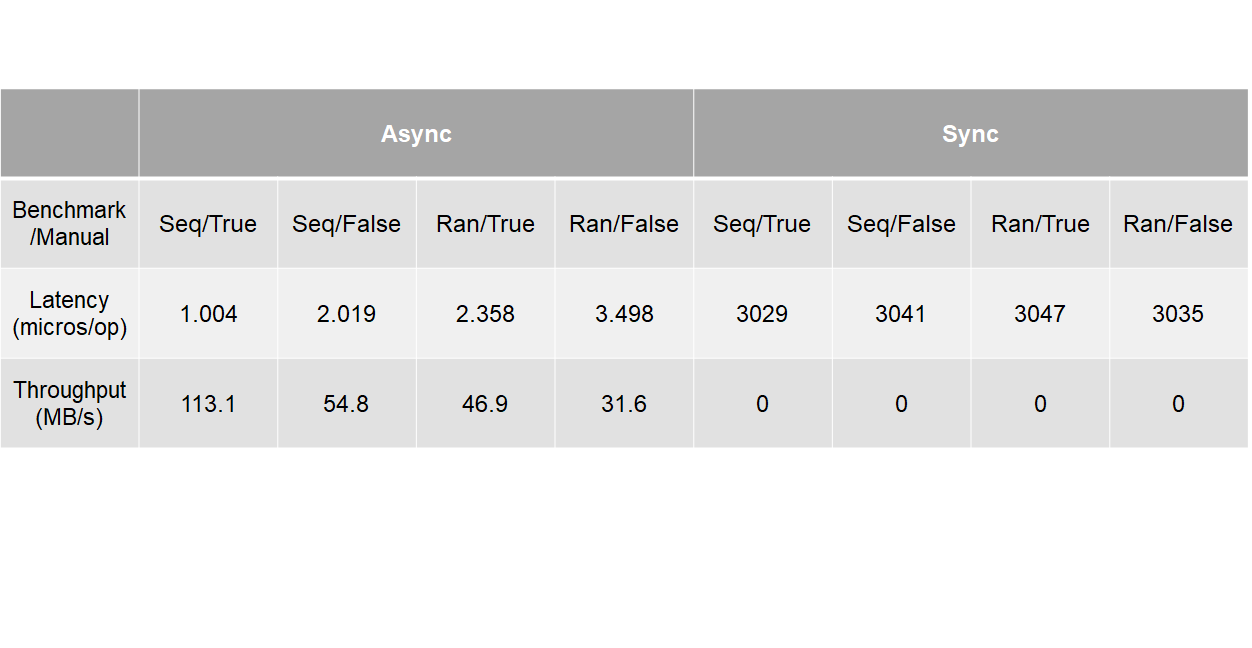 Async Sync
Benchmark
/Manual Seq/True Seq/False Ran/True Ran/False Seq/True Seq/False Ran/True Ran/False
Latency
(micros/op) 1.004 2.019 2.358 3.498 3029 3041 3047 3035
Throughput
(MB/s) 113.1 54.8 46.9 31.6 0 0 0 0